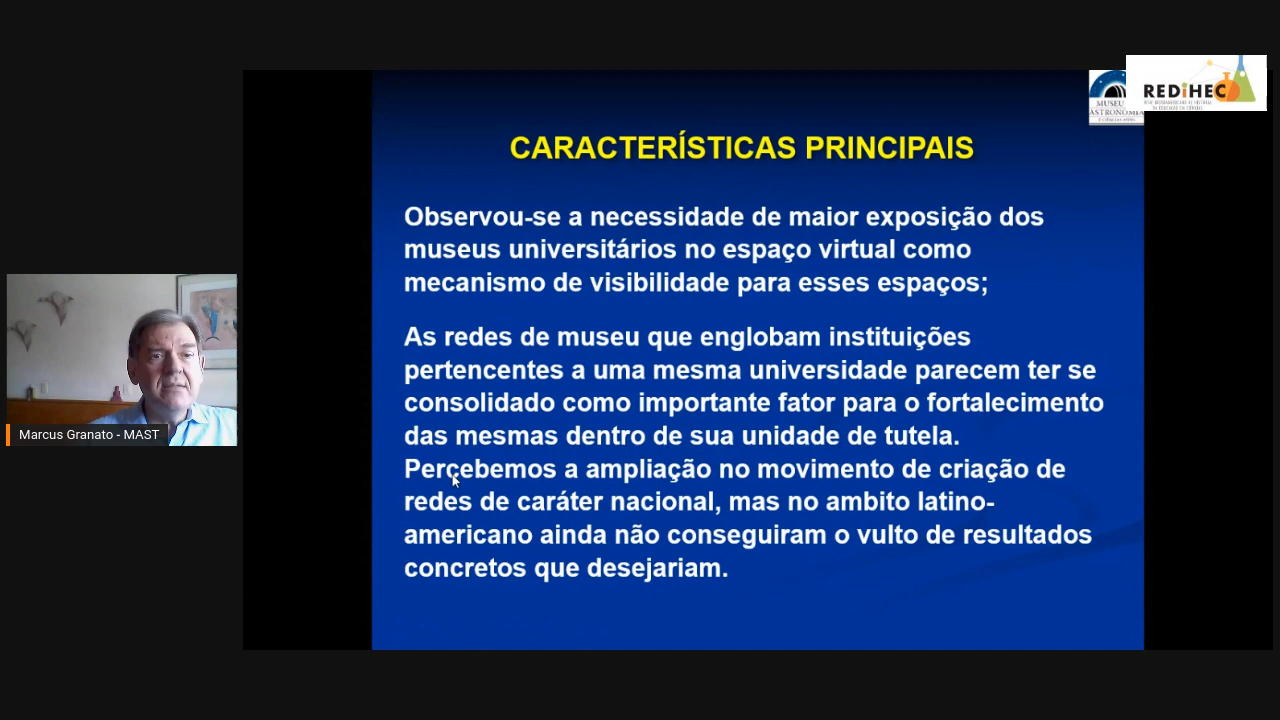 REDiHEC
MUSEU
ASTRONOMIA
CARACTERÍSTICAS PRINCIPAIS
Observou-se a necessidade de maior exposição dos
museus universitários no espaço virtual como
mecanismo de visibilidade para esses espaços;
As redes de museu que englobam instituições
pertencentes a uma mesma universidade parecem ter se
consolidado como importante fator para o fortalecimento
das mesmas dentro de sua unidade de tutela.
Percebemos a ampliação no movimento de criação de
redes de caráter nacional, mas no ambito latino-
americano ainda não conseguiram o vulto de resultados
concretos que desejariam.
Marcus Granato - MAST